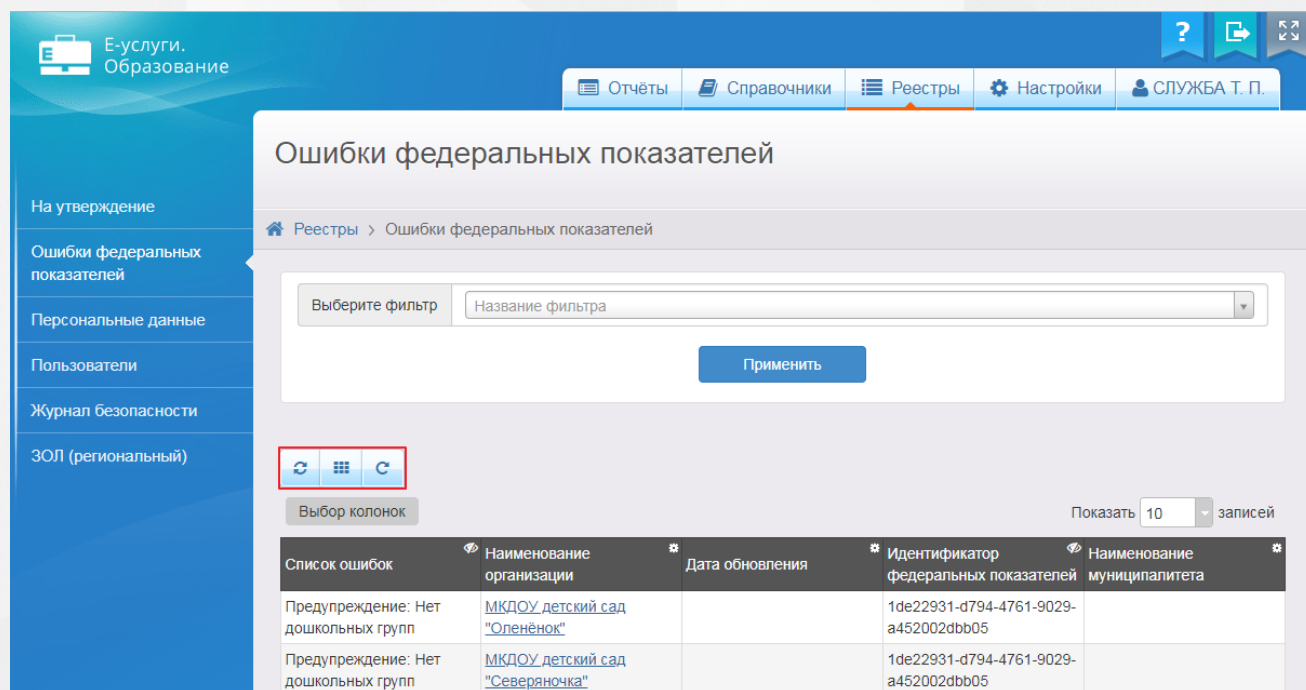 Е-услуги.
Образование
Отчёты
Справочники
Реестры
Настройки
СЛУЖБА Т. П.
Ошибки федеральных показателей
На утверждение
Ошибки федеральных
показателей
Персональные данные
Пользователи
Журнал безопасности
ЗОЛ (региональный)
Реестры > Ошибки федеральных показателей
Выберите фильтр
Название фильтра
Применить
Выбор колонок
Показать 10 записей
Список ошибок
Наименование
организации
Дата обновления
Идентификатор
федеральных показателей
Наименование
муниципалитета
Предупреждение: Нет
дошкольных групп
МКДОУ детский сад
"Оленёнок"
1de22931-d794-4761-9029-
a452002dbb05
Предупреждение: Нет
дошкольных групп
МКДОУ детский сад
"Северяночка"
1de22931-d794-4761-9029-
a452002dbb05